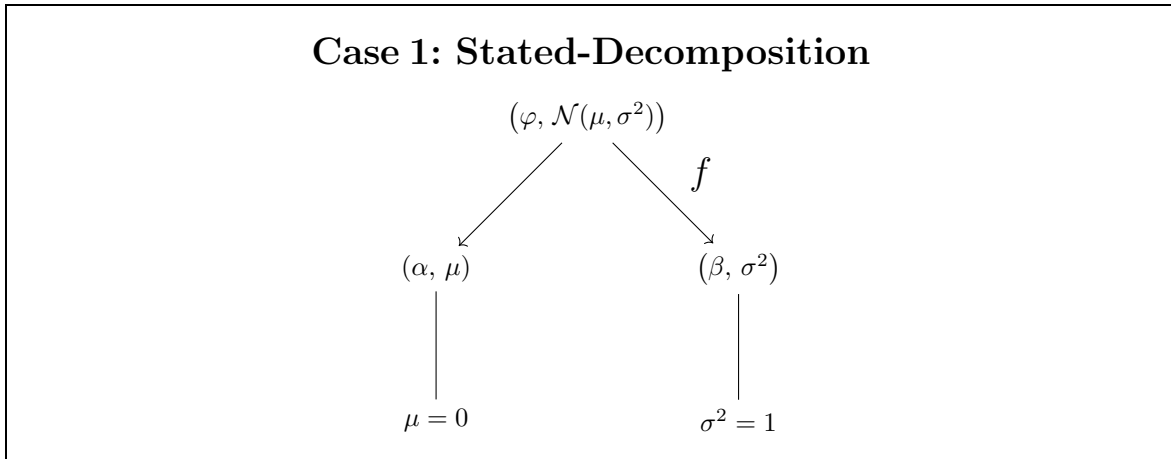 Case 1: Stated-Decomposition
(φ, 𝒩(μ, σ²))
f
(α, μ) (β, σ²)
μ = 0 σ² = 1